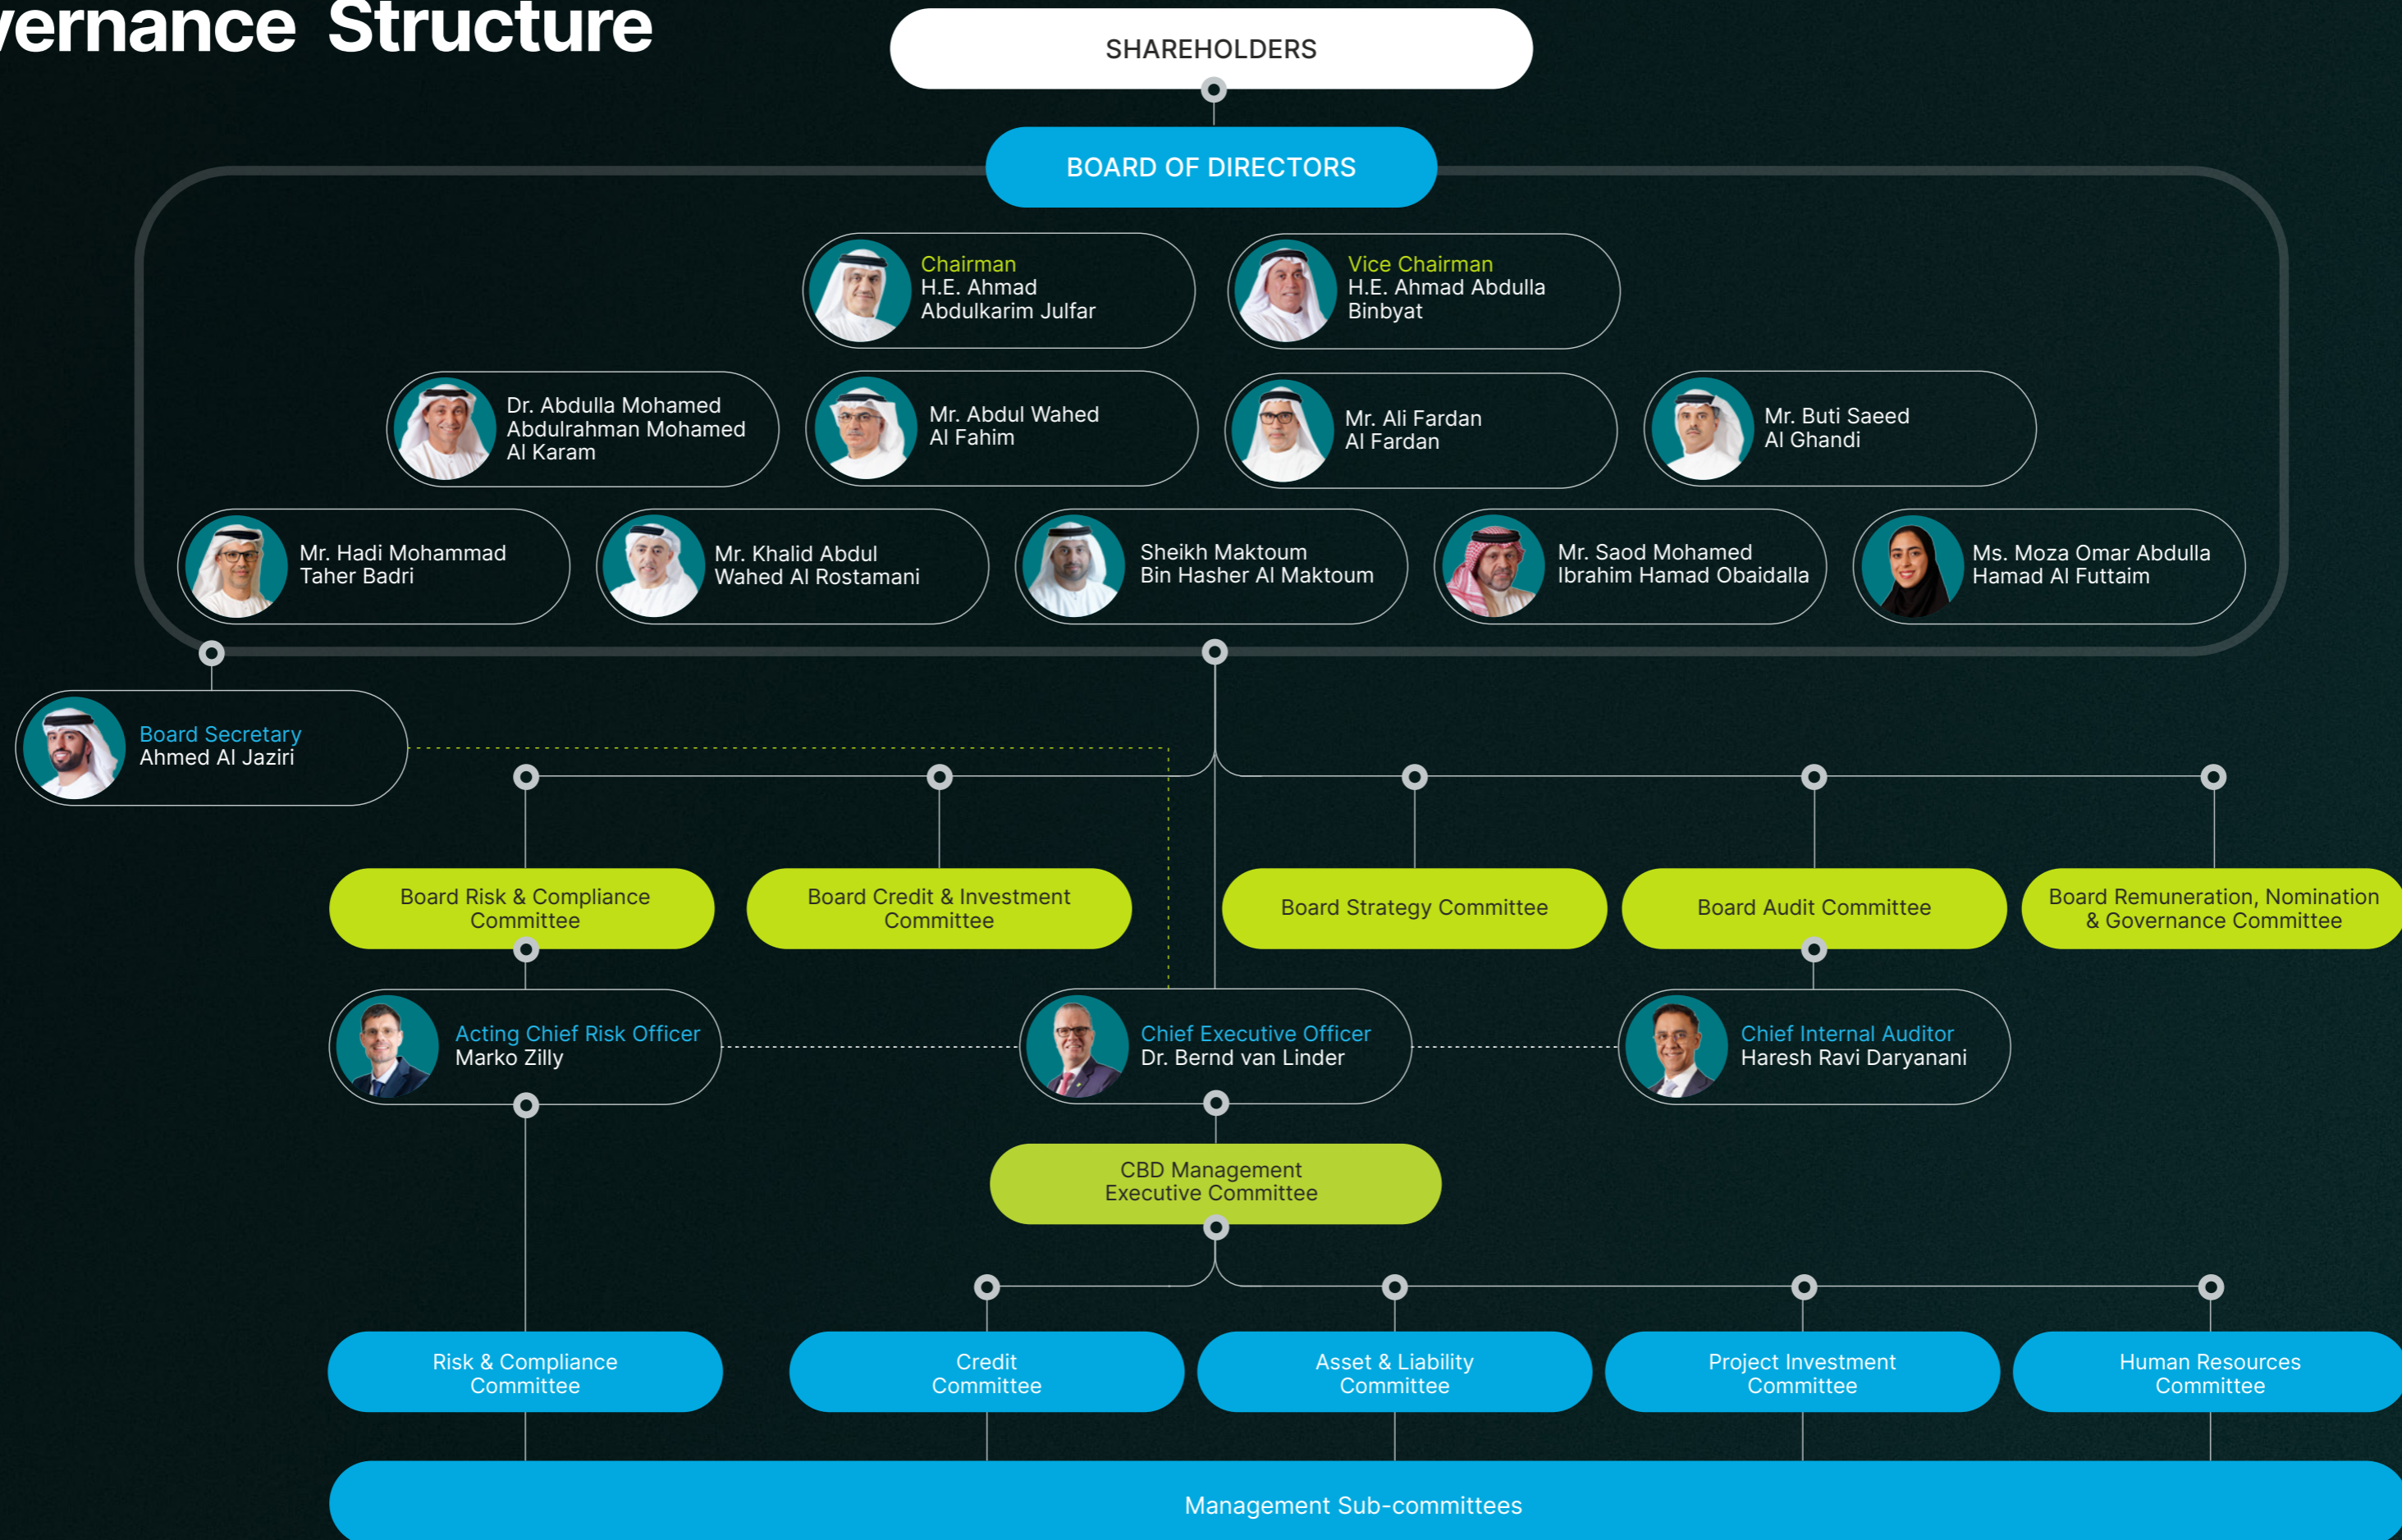 vernance Structure
SHAREHOLDERS
BOARD OF DIRECTORS
Chairman
H.E. Ahmad
Abdulkarim Julfar
Vice Chairman
H.E. Ahmad Abdulla
Binbyat
Dr. Abdulla Mohamed
Abdulrahman Mohamed
Al Karam
Mr. Abdul Wahed
Al Fahim
Mr. Ali Fardan
Al Fardan
Mr. Buti Saeed
Al Ghandi
Mr. Hadi Mohammad
Taher Badri
Mr. Khalid Abdul
Wahed Al Rostamani
Sheikh Maktoum
Bin Hasher Al Maktoum
Mr. Saod Mohamed
Ibrahim Hamad Obaidalla
Ms. Moza Omar Abdulla
Hamad Al Futtaim
Board Secretary
Ahmed Al Jaziri
Board Risk & Compliance
Committee
Board Credit & Investment
Committee
Board Strategy Committee
Board Audit Committee
Board Remuneration, Nomination
& Governance Committee
Acting Chief Risk Officer
Marko Zilly
Chief Executive Officer
Dr. Bernd van Linder
Chief Internal Auditor
Haresh Ravi Daryanani
CBD Management
Executive Committee
Risk & Compliance
Committee
Credit
Committee
Asset & Liability
Committee
Project Investment
Committee
Human Resources
Committee
Management Sub-committees